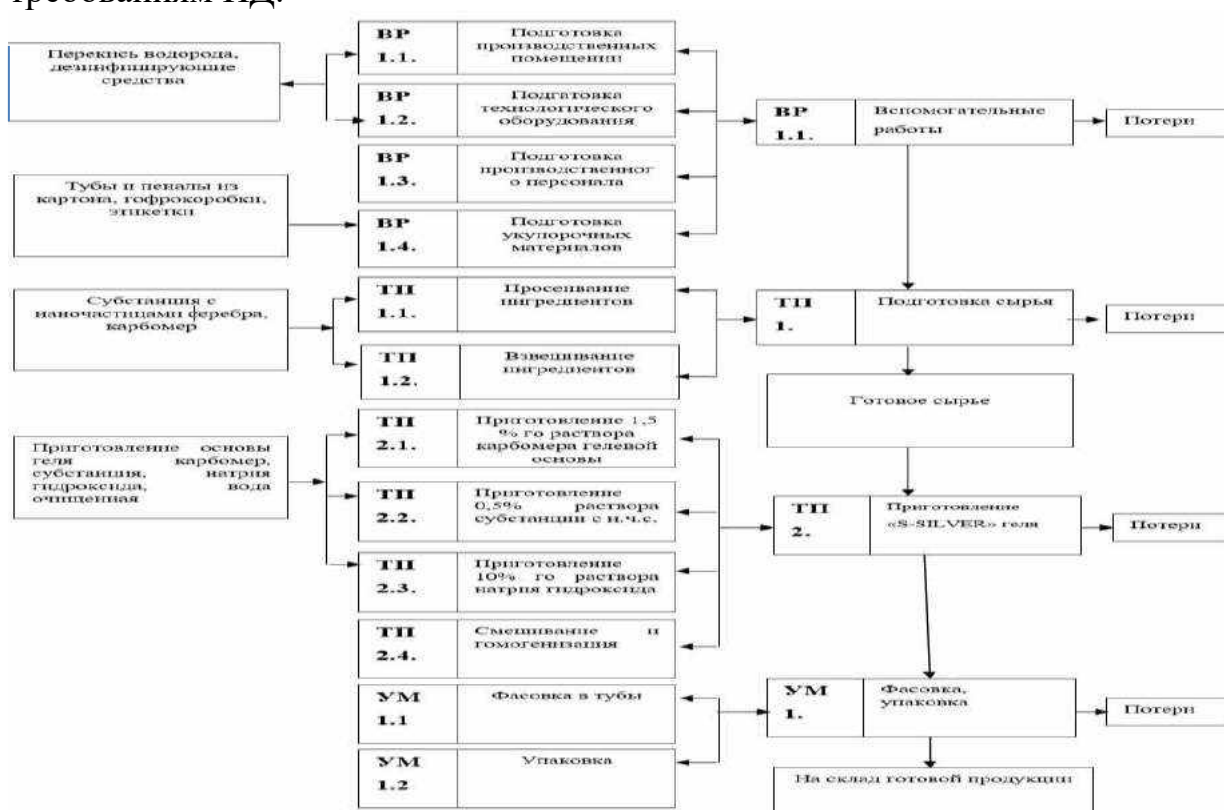 требованиям НД.
Перекись водорода,
дезинфицирующие
средства
ВР
1.1.
Подготовка
производственных
помещении
ВР
1.2.
Подгатовка
технологического
оборудования
ВР
1.3.
Подготовка
производственног
о персонала
Тубы и пеналы из
картона, гофрокоробки,
этикетки
ВР
1.4.
Подготовка
укупорочных
материалов
ВР
1.1.
Вспомогательные
работы
Потери
Субстанция с
наночастицами феребра,
карбомер
ТП
1.1.
Просеивание
ингредиентов
ТП
1.2.
Взвешивание
ингредиентов
ТП
1.
Подготовка сырья
Потери
Готовое сырье
Приготовление основы
геля карбомер,
субстанция, натрия
гидроксида, вода
очищенная
ТП
2.1.
Приготовление 1,5
% го раствора
карбомера гелевой
основы
ТП
2.2.
Приготовление
0,5% раствора
субстанции с н.ч.с.
ТП
2.3.
Приготовление
10% го раствора
натрия гидроксида
ТП
2.4.
Смешивание и
гомогенизация
ТП
2.
Приготовление
«S-SILVER» геля
Потери
УМ
1.1
Фасовка в тубы
УМ
1.2
Упаковка
УМ
1.
Фасовка,
упаковка
Потери
На склад готовой продукции